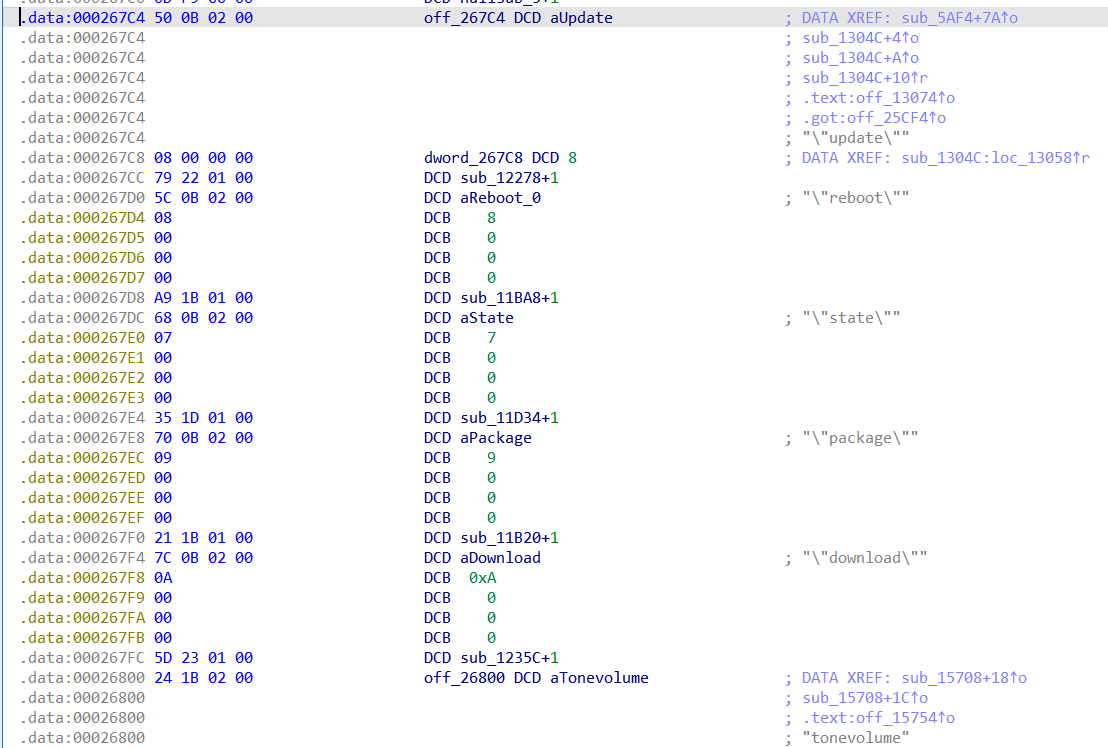 .data:000267C4 50 0B 02 00 off_267C4 DCD aUpdate ; DATA XREF: sub_5AF4+7A↑o
.data:000267C4 ; sub_1304C+4↑o
.data:000267C4 ; sub_1304C+A↑o
.data:000267C4 ; sub_1304C+10↑r
.data:000267C4 ; .text:off_13074↑o
.data:000267C4 ; .got:off_25CF4↑o
.data:000267C4 ; "\"update\""
.data:000267C8 08 00 00 00 dword_267C8 DCD 8 ; DATA XREF: sub_1304C:loc_13058↑r
.data:000267CC 79 22 01 00 DCD sub_12278+1
.data:000267D0 5C 0B 02 00 DCD aReboot_0 ; "\"reboot\""
.data:000267D4 08 DCB 8
.data:000267D5 00 DCB 0
.data:000267D6 00 DCB 0
.data:000267D7 00 DCB 0
.data:000267D8 A9 1B 01 00 DCD sub_11BA8+1
.data:000267DC 68 0B 02 00 DCD aState ; "\"state\""
.data:000267E0 07 DCB 7
.data:000267E1 00 DCB 0
.data:000267E2 00 DCB 0
.data:000267E3 00 DCB 0
.data:000267E4 35 1D 01 00 DCD sub_11D34+1
.data:000267E8 70 0B 02 00 DCD aPackage ; "\"package\""
.data:000267EC 09 DCB 9
.data:000267ED 00 DCB 0
.data:000267EE 00 DCB 0
.data:000267EF 00 DCB 0
.data:000267F0 21 1B 01 00 DCD sub_11B20+1
.data:000267F4 7C 0B 02 00 DCD aDownload ; "\"download\""
.data:000267F8 0A DCB 0xA
.data:000267F9 00 DCB 0
.data:000267FA 00 DCB 0
.data:000267FB 00 DCB 0
.data:000267FC 5D 23 01 00 DCD sub_1235C+1
.data:00026800 24 1B 02 00 off_26800 DCD aTonevolume ; DATA XREF: sub_15708+18↑o
.data:00026800 ; sub_15708+1C↑o
.data:00026800 ; .text:off_15754↑o
.data:00026800 ; "tonevolume"